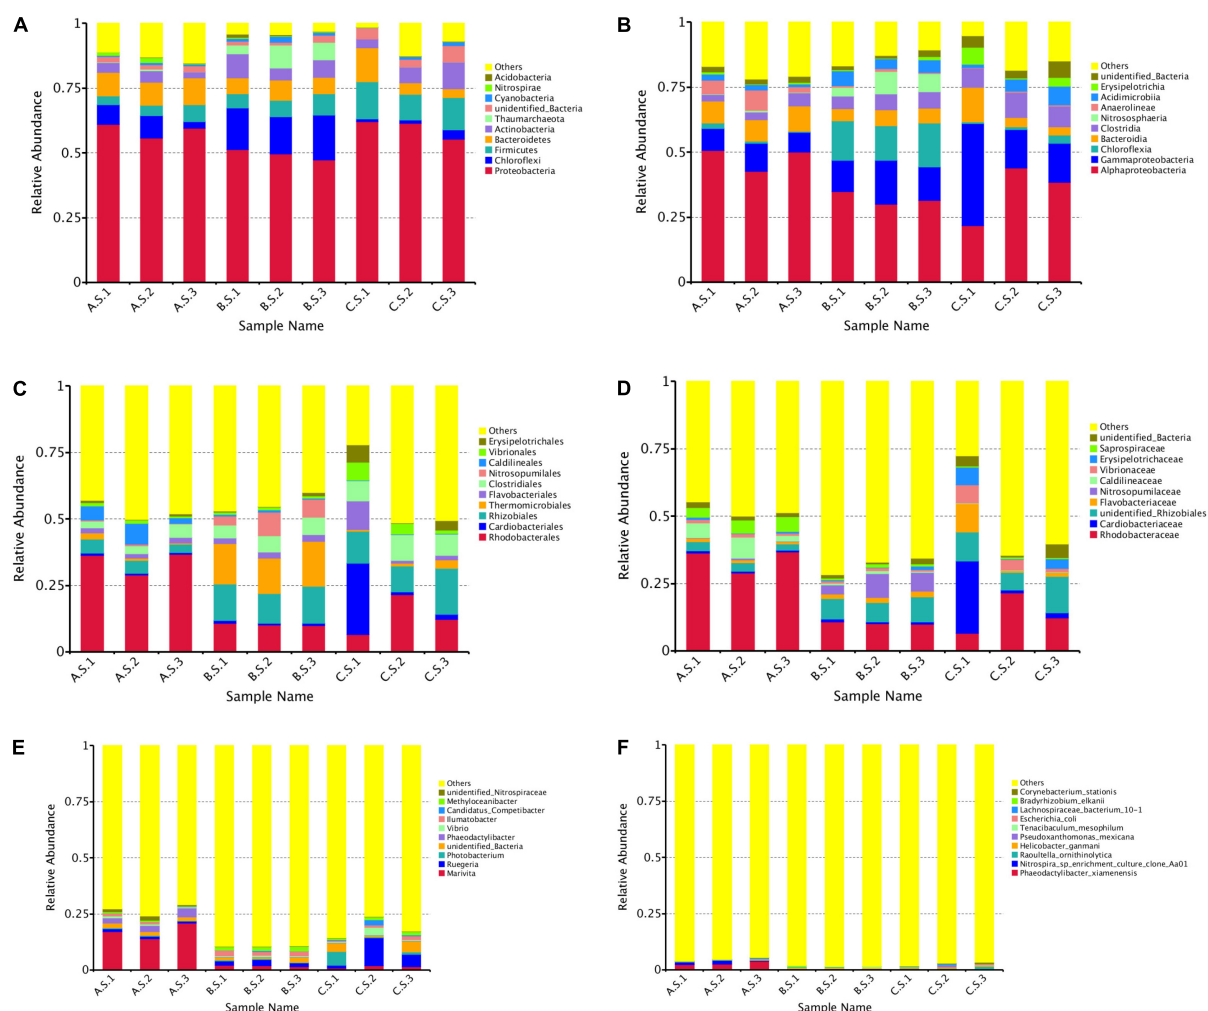 A
1
0.75
0.5
0.25
0
Relative Abundance
A.S.1
A.S.2
A.S.3
B.S.1
B.S.2
B.S.3
C.S.1
C.S.2
C.S.3
Sample Name
Others
Acidobacteria
Nitrospirae
Cyanobacteria
unidentified_Bacteria
Thaumarchaeota
Actinobacteria
Bacteroidetes
Firmicutes
Chloroflexi
Proteobacteria
B
1
0.75
0.5
0.25
0
Relative Abundance
A.S.1
A.S.2
A.S.3
B.S.1
B.S.2
B.S.3
C.S.1
C.S.2
C.S.3
Sample Name
Others
unidentified_Bacteria
Erysipelotrichia
Acidimicrobiia
Anaerolineae
Nitrososphaeria
Clostridia
Bacteroidia
Chloroflexia
Gammaproteobacteria
Alphaproteobacteria
C
1
0.75
0.5
0.25
0
Relative Abundance
A.S.1
A.S.2
A.S.3
B.S.1
B.S.2
B.S.3
C.S.1
C.S.2
C.S.3
Sample Name
Others
Erysipelotrichales
Vibrionales
Caldilineales
Nitrosopumilales
Clostridiales
Flavobacteriales
Thermomicrobiales
Rhizobiales
Cardiobacteriales
Rhodobacterales
D
1
0.75
0.5
0.25
0
Relative Abundance
A.S.1
A.S.2
A.S.3
B.S.1
B.S.2
B.S.3
C.S.1
C.S.2
C.S.3
Sample Name
Others
unidentified_Bacteria
Saprospiraceae
Erysipelotrichaceae
Vibrionaceae
Caldilineaceae
Nitrosopumilaceae
Flavobacteriaceae
unidentified_Rhizobiales
Cardiobacteriaceae
Rhodobacteraceae
E
1
0.75
0.5
0.25
0
Relative Abundance
A.S.1
A.S.2
A.S.3
B.S.1
B.S.2
B.S.3
C.S.1
C.S.2
C.S.3
Sample Name
Others
unidentified_Nitrospiraceae
Methyloceanibacter
Candidatus_Competibacter
Ilumatobacter
Vibrio
Phaeodactylibacter
unidentified_Bacteria
Photobacterium
Ruegeria
Marivita
F
1
0.75
0.5
0.25
0
Relative Abundance
A.S.1
A.S.2
A.S.3
B.S.1
B.S.2
B.S.3
C.S.1
C.S.2
C.S.3
Sample Name
Others
Corynebacterium_stationis
Bradyrhizobium_elkanii
Lachnospiraceae_bacterium_10-1
Escherichia_coli
Tenacibaculum_mesophilum
Pseudoxanthomonas_mexicana
Helicobacter_ganmani
Raoultella_ornithinolytica
Nitrospira_sp_enrichment_culture_clone_Aa01
Phaeodactylibacter_xiamenensis